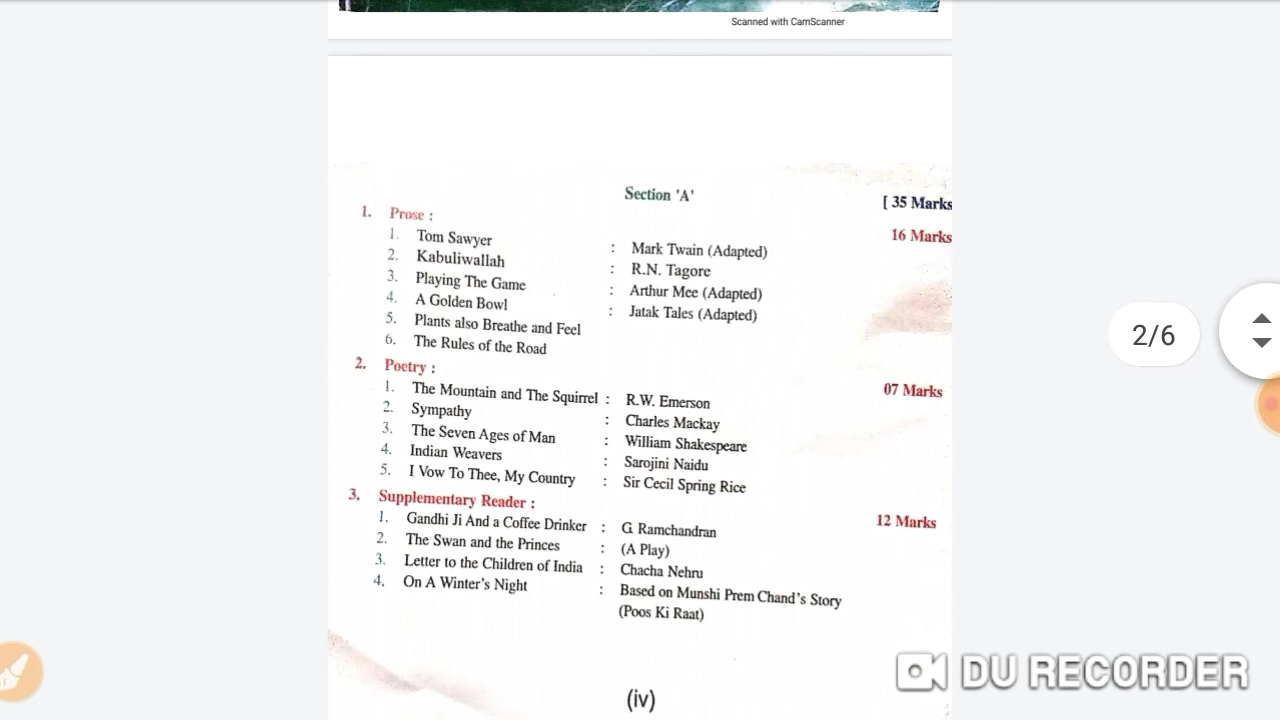 Scanned with CamScanner
Section 'A'
[ 35 Marks
1. Prose :
16 Marks
1. Tom Sawyer : Mark Twain (Adapted)
2. Kabuliwallah : R.N. Tagore
3. Playing The Game : Arthur Mee (Adapted)
4. A Golden Bowl : Jatak Tales (Adapted)
5. Plants also Breathe and Feel
6. The Rules of the Road
2. Poetry :
07 Marks
1. The Mountain and The Squirrel : R.W. Emerson
2. Sympathy : Charles Mackay
3. The Seven Ages of Man : William Shakespeare
4. Indian Weavers : Sarojini Naidu
5. I Vow To Thee, My Country : Sir Cecil Spring Rice
3. Supplementary Reader :
12 Marks
1. Gandhi Ji And a Coffee Drinker : G. Ramchandran
2. The Swan and the Princes : (A Play)
3. Letter to the Children of India : Chacha Nehru
4. On A Winter's Night : Based on Munshi Prem Chand's Story
(Poos Ki Raat)
(iv)
2/6
DU RECORDER